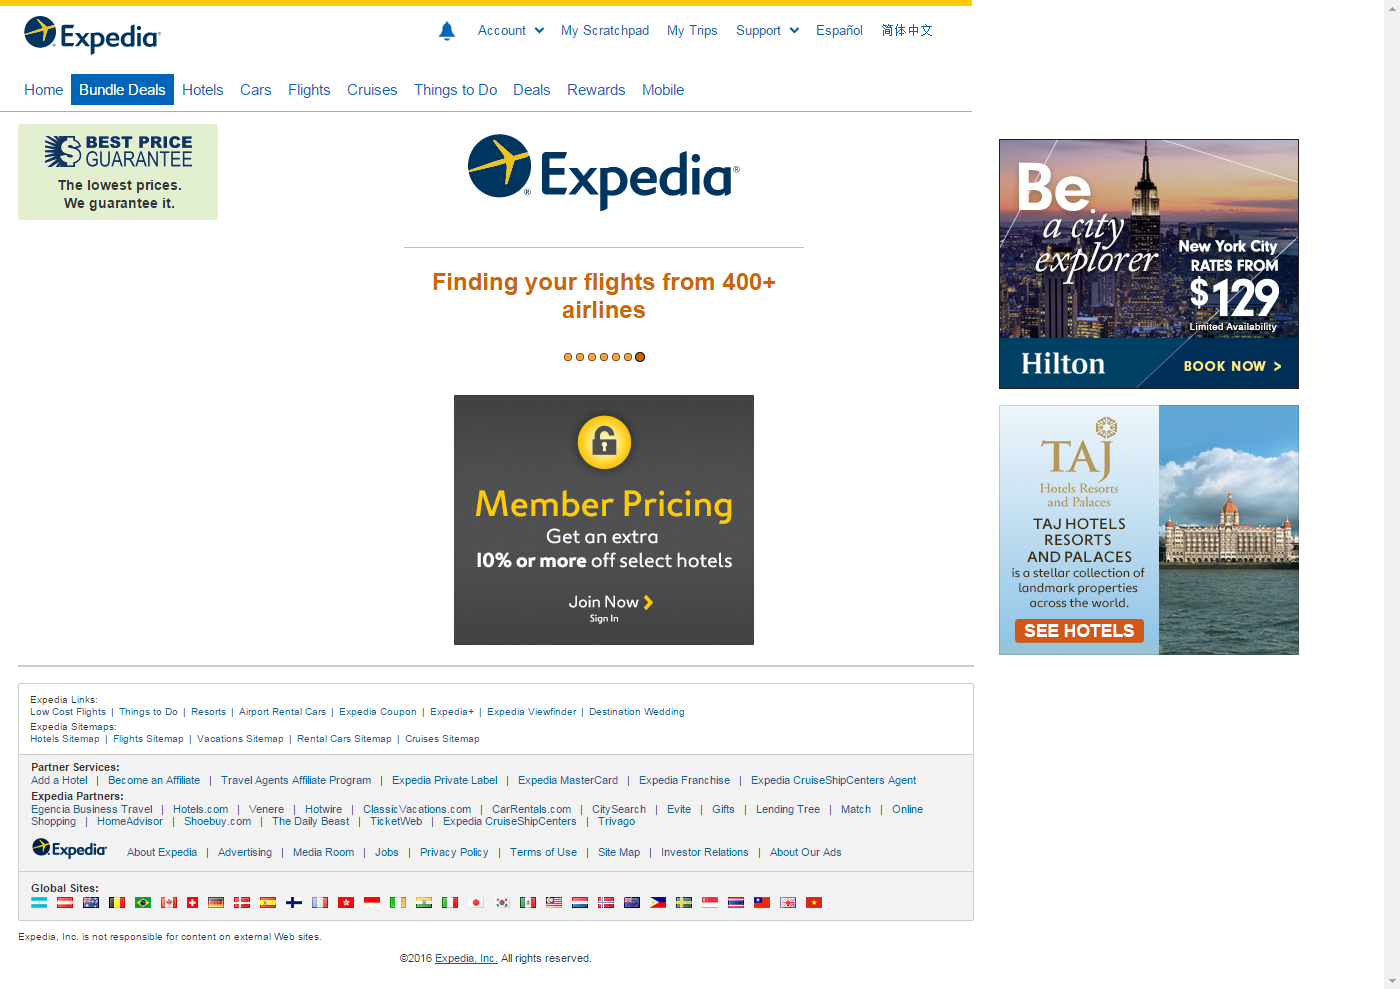 Expedia
Account My Scratchpad My Trips Support Español 简体中文
Home Bundle Deals Hotels Cars Flights Cruises Things to Do Deals Rewards Mobile
BEST PRICE
GUARANTEE
The lowest prices.
We guarantee it.
Expedia®
Finding your flights from 400+
airlines
Member Pricing
Get an extra
10% or more off select hotels
Join Now
Sign In
Be
a city
explorer
New York City
RATES FROM
$129
Limited Availability
Hilton
BOOK NOW >
TAJ
Hotels Resorts
and Palaces
TAJ HOTELS
RESORTS
AND PALACES
is a stellar collection of
landmark properties
across the world.
SEE HOTELS
Expedia Links:
Low Cost Flights | Things to Do | Resorts | Airport Rental Cars | Expedia Coupon | Expedia+ | Expedia Viewfinder | Destination Wedding
Expedia Sitemaps:
Hotels Sitemap | Flights Sitemap | Vacations Sitemap | Rental Cars Sitemap | Cruises Sitemap
Partner Services:
Add a Hotel | Become an Affiliate | Travel Agents Affiliate Program | Expedia Private Label | Expedia MasterCard | Expedia Franchise | Expedia CruiseShipCenters Agent
Expedia Partners:
Egencia Business Travel | Hotels.com | Venere | Hotwire | ClassicVacations.com | CarRentals.com | CitySearch | Evite | Gifts | Lending Tree | Match | Online
Shopping | HomeAdvisor | Shoebuy.com | The Daily Beast | TicketWeb | Expedia CruiseShipCenters | Trivago
Expedia About Expedia | Advertising | Media Room | Jobs | Privacy Policy | Terms of Use | Site Map | Investor Relations | About Our Ads
Global Sites:
Expedia, Inc. is not responsible for content on external Web sites.
©2016 Expedia, Inc. All rights reserved.